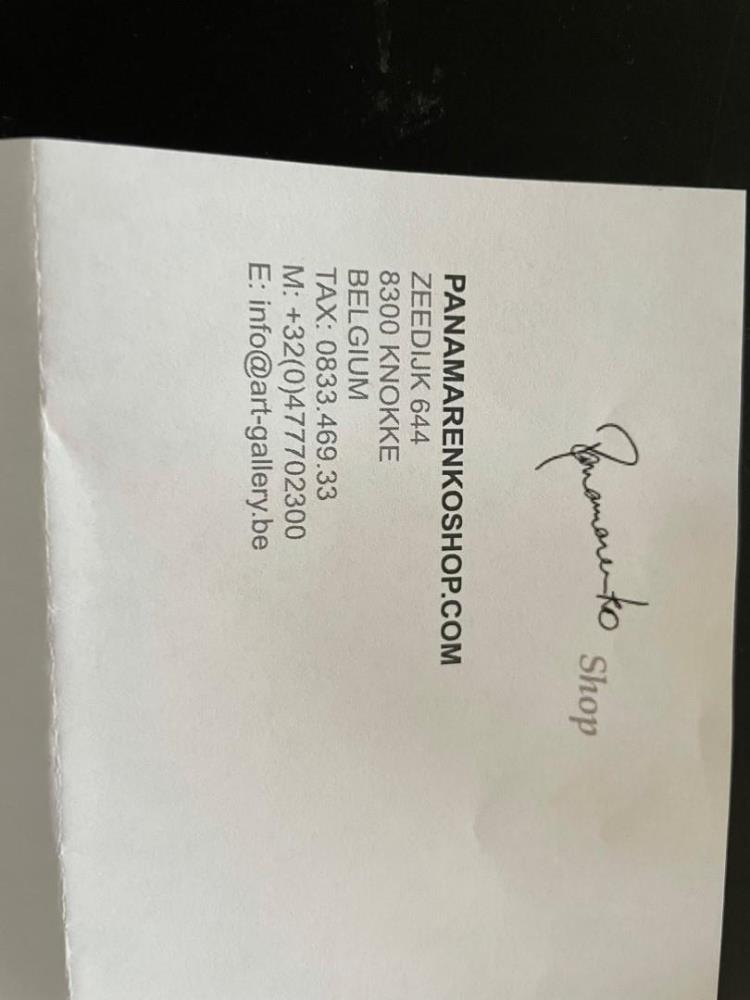 Panamarenko Shop
PANAMARENKOSHOP.COM
ZEEDIJK 644
8300 KNOKKE
BELGIUM
TAX: 0833.469.33
M: +32(0)477702300
E: info@art-gallery.be